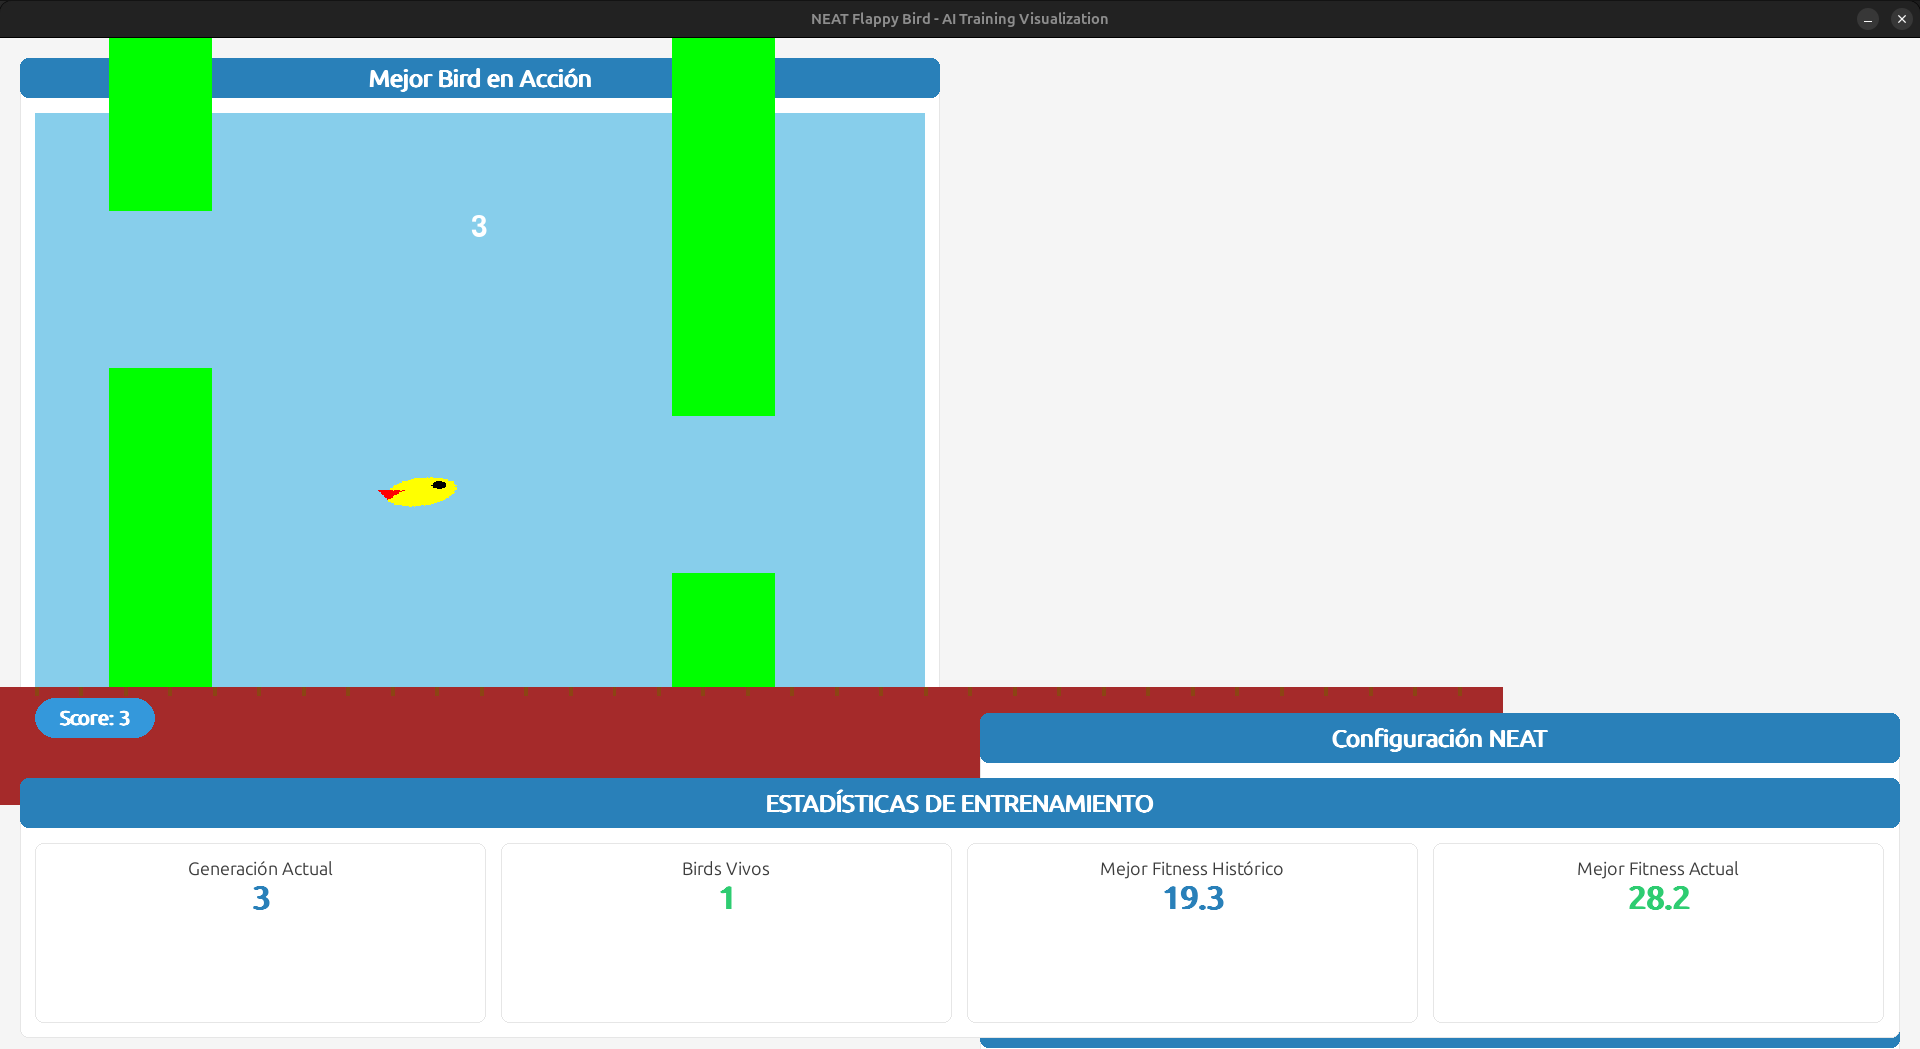 NEAT Flappy Bird - AI Training Visualization
Mejor Bird en Acción
3
Score: 3
Configuración NEAT
ESTADÍSTICAS DE ENTRENAMIENTO
Generación Actual
3
Birds Vivos
1
Mejor Fitness Histórico
19.3
Mejor Fitness Actual
28.2